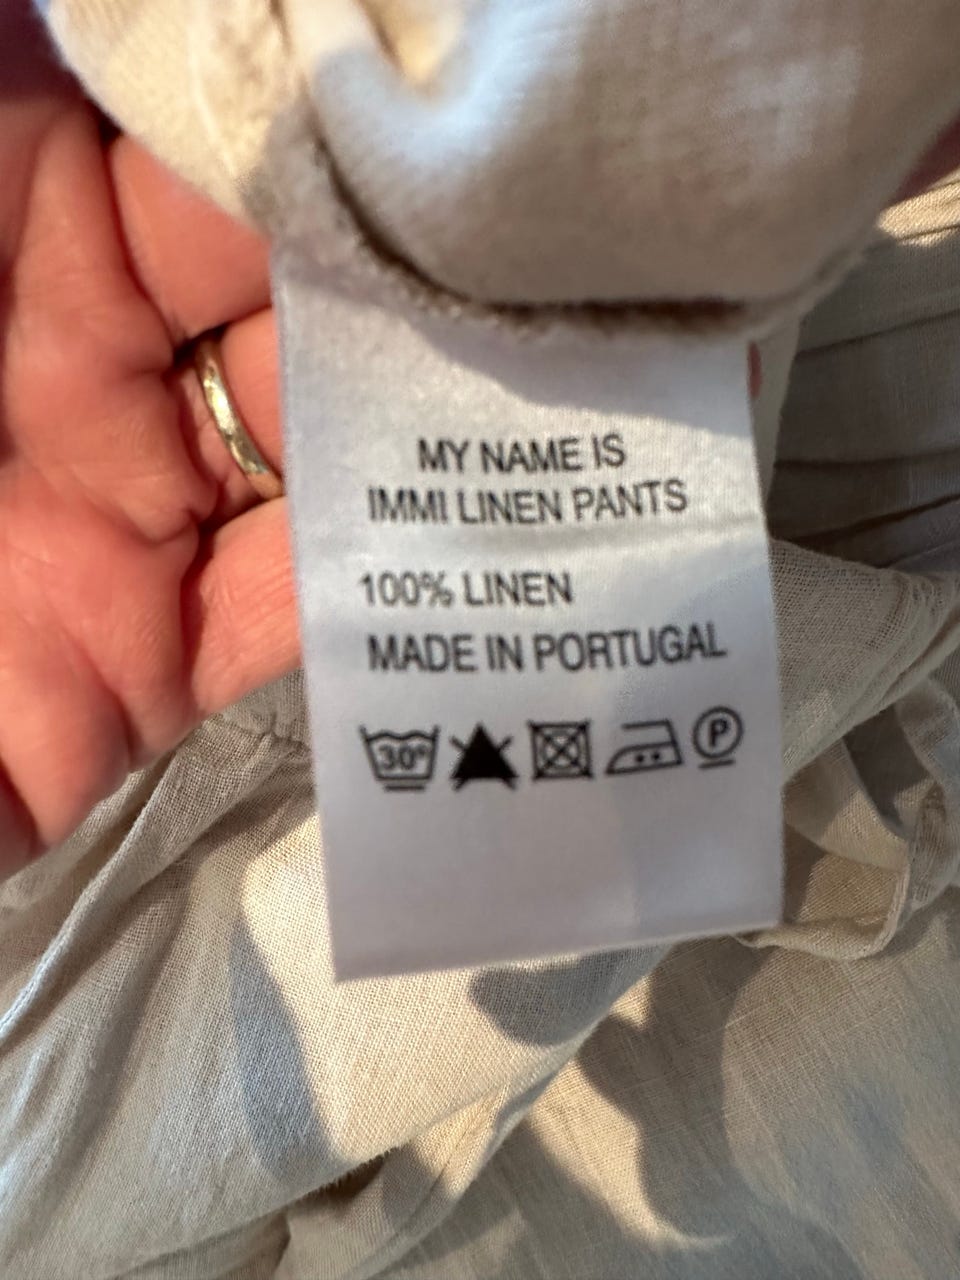 MY NAME IS
IMMI LINEN PANTS
100% LINEN
MADE IN PORTUGAL
30° P